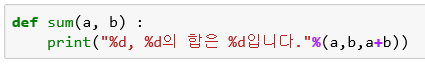 def sum(a, b) :
    print("%d, %d의 합은 %d입니다."%(a,b,a+b))